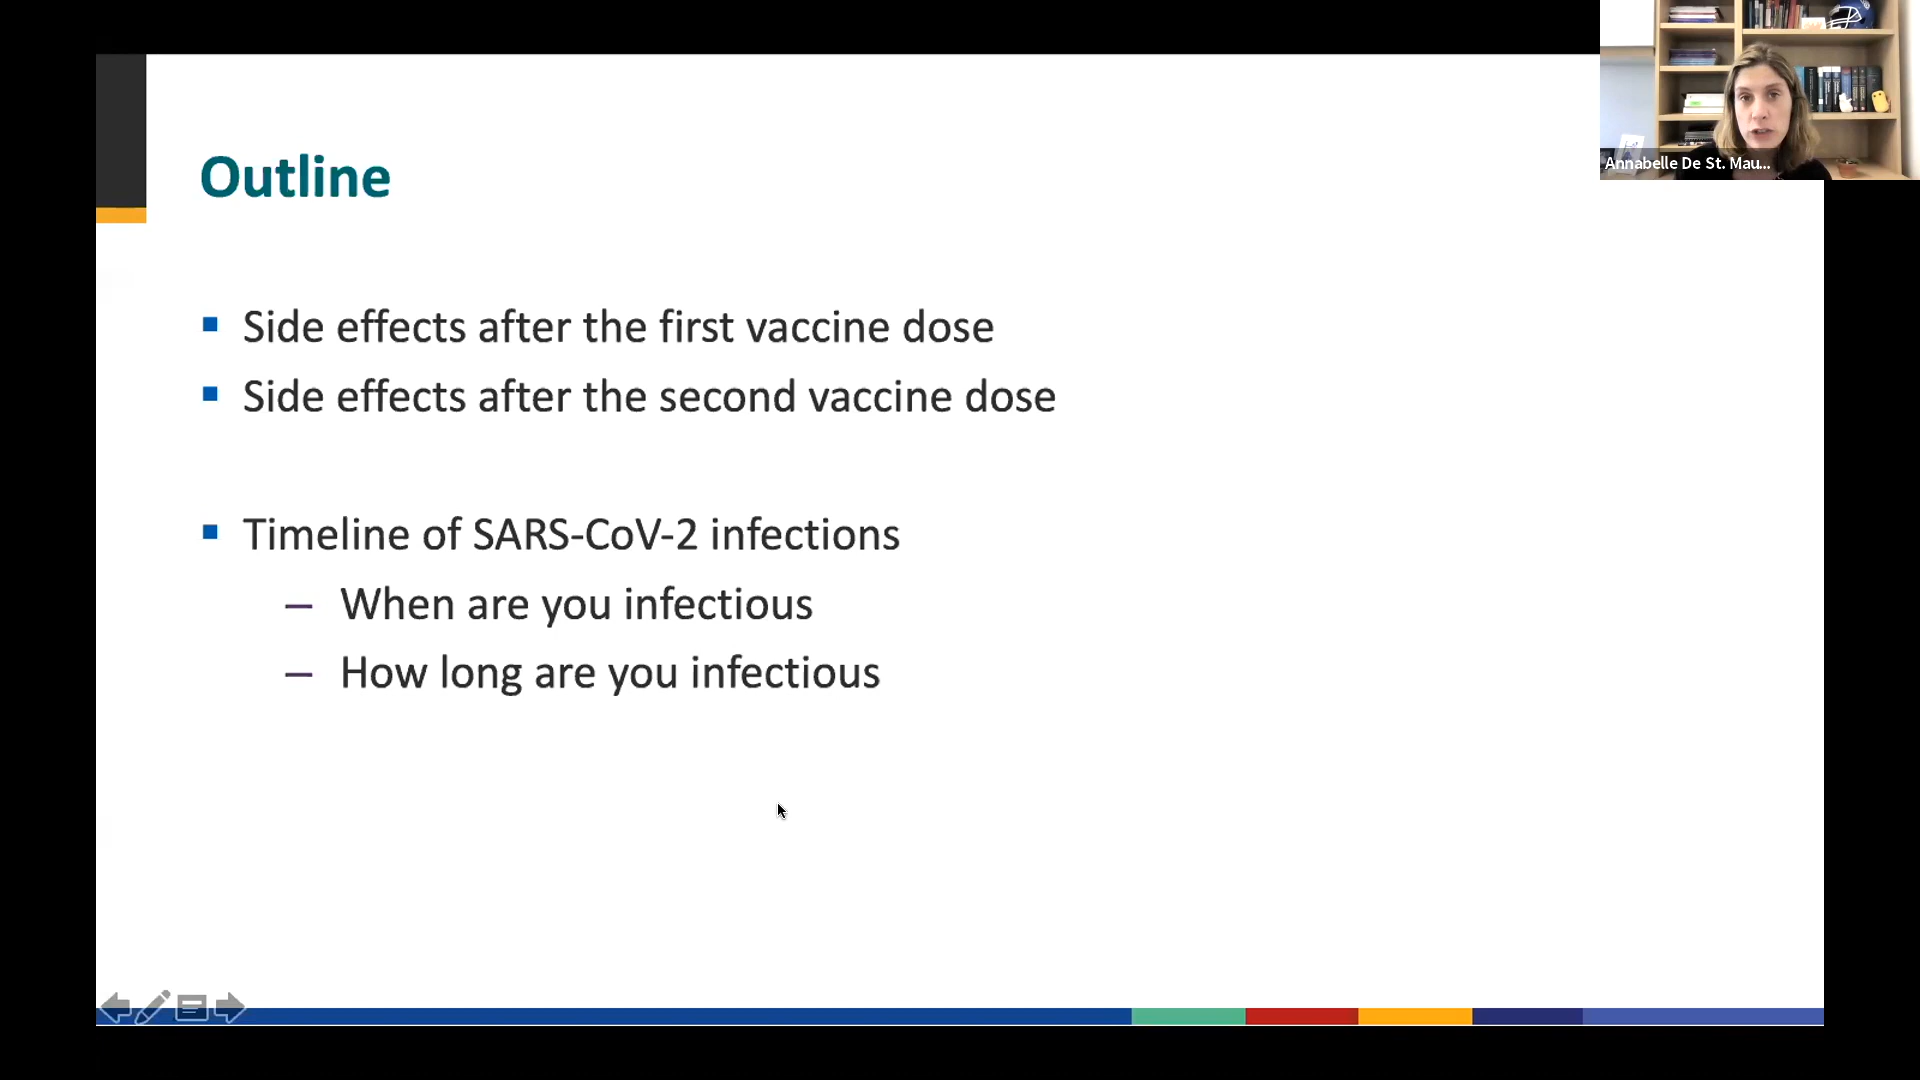 Annabelle De St. Mau...
Outline
Side effects after the first vaccine dose
Side effects after the second vaccine dose
Timeline of SARS-CoV-2 infections
— When are you infectious
— How long are you infectious